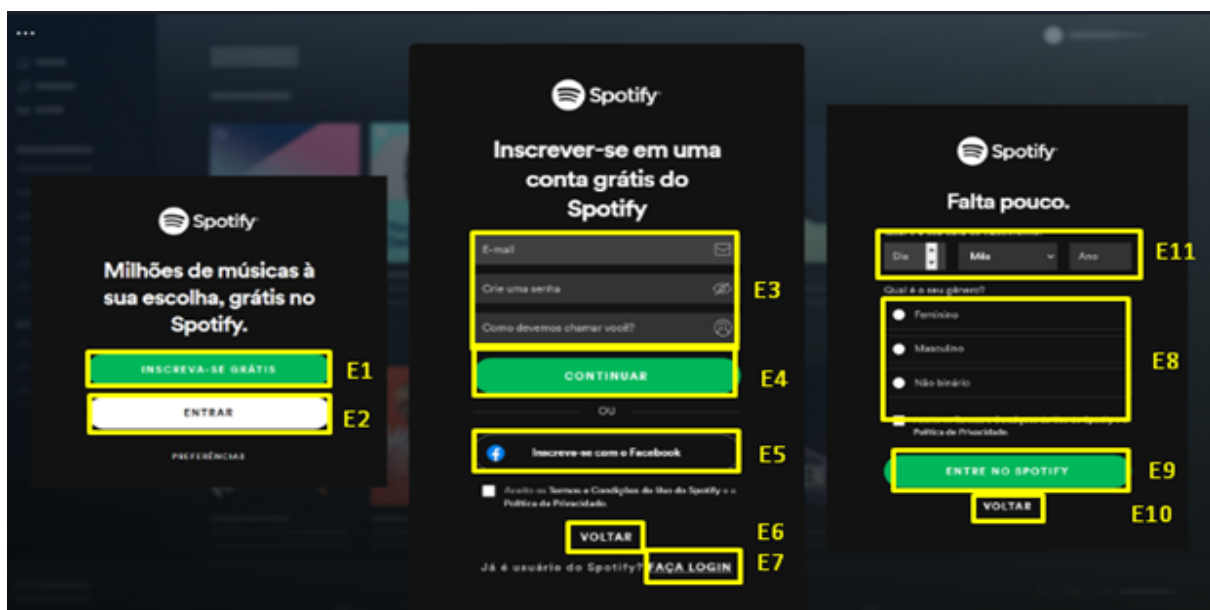 Spotify
Milhões de músicas à
sua escolha, grátis no
Spotify.
INSCREVA-SE GRÁTIS
E1
ENTRAR
E2
PREFERÊNCIAS
Spotify
Inscrever-se em uma
conta grátis do
Spotify
E-mail
Crie uma senha
E3
Como devemos chamar você?
CONTINUAR
E4
OU
Inscreva-se com o Facebook
E5
Aceito os Termos e Condições de Uso do Spotify e a
Política de Privacidade.
VOLTAR
E6
Já é usuário do Spotify? FAÇA LOGIN
E7
Spotify
Falta pouco.
Dia Mês Ano
E11
Qual é o seu gênero?
Feminino
Masculino
E8
Não binário
Política de Privacidade.
ENTRE NO SPOTIFY
E9
VOLTAR
E10